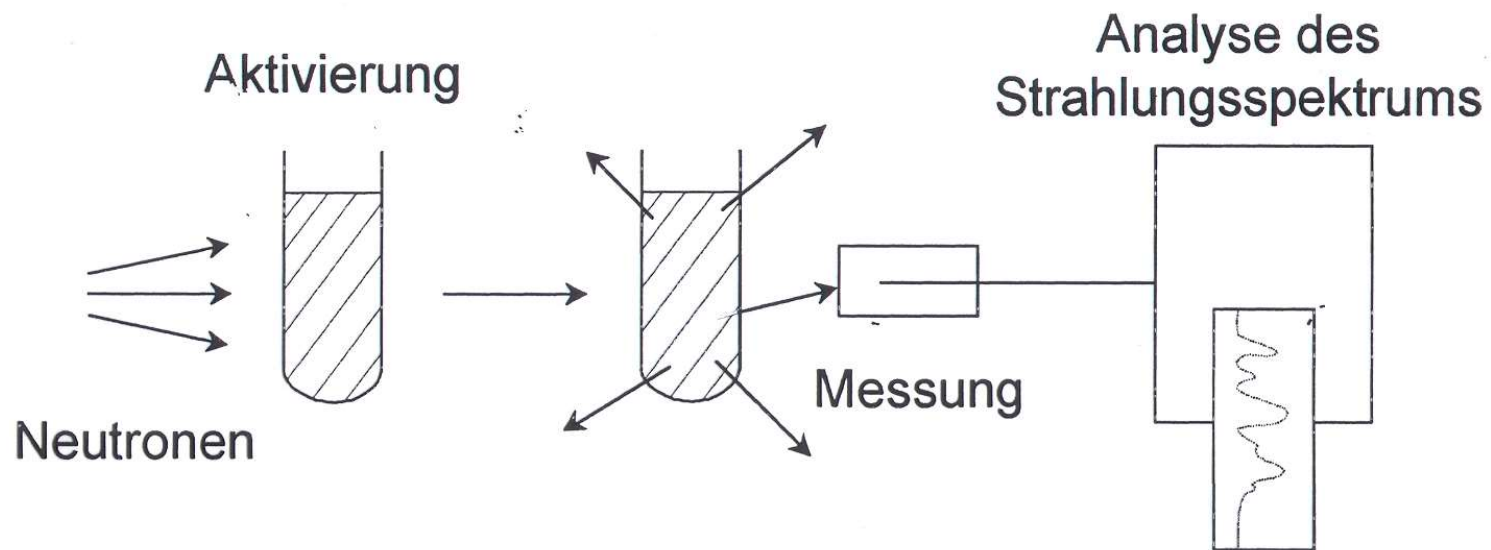 Aktivierung
Analyse des
Strahlungsspektrums
Neutronen
Messung